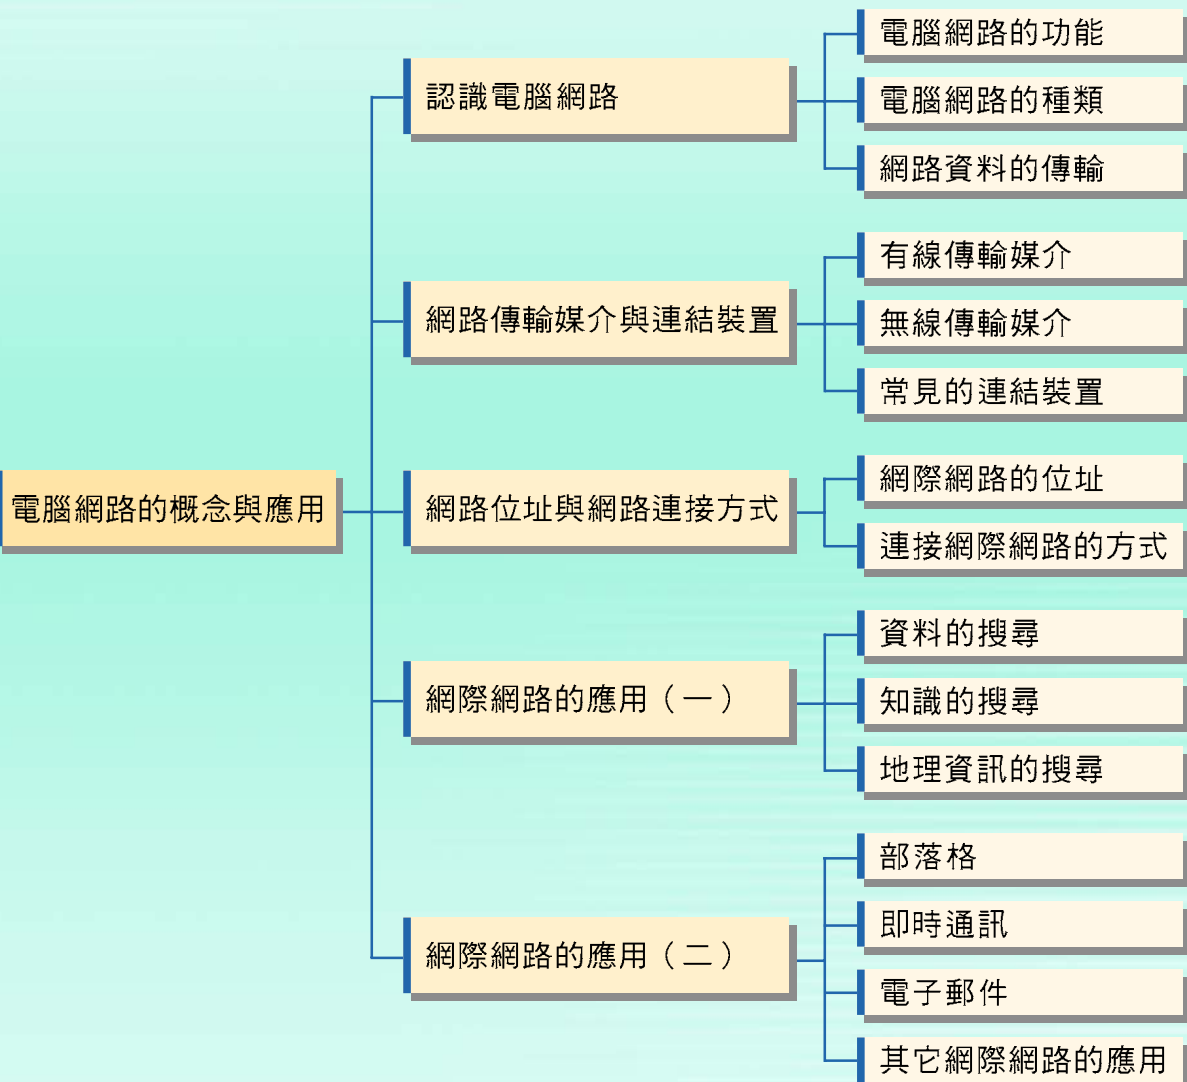 電腦網路的概念與應用
認識電腦網路
電腦網路的功能
電腦網路的種類
網路資料的傳輸
網路傳輸媒介與連結裝置
有線傳輸媒介
無線傳輸媒介
常見的連結裝置
網路位址與網路連接方式
網際網路的位址
連接網際網路的方式
網際網路的應用（一）
資料的搜尋
知識的搜尋
地理資訊的搜尋
網際網路的應用（二）
部落格
即時通訊
電子郵件
其它網際網路的應用